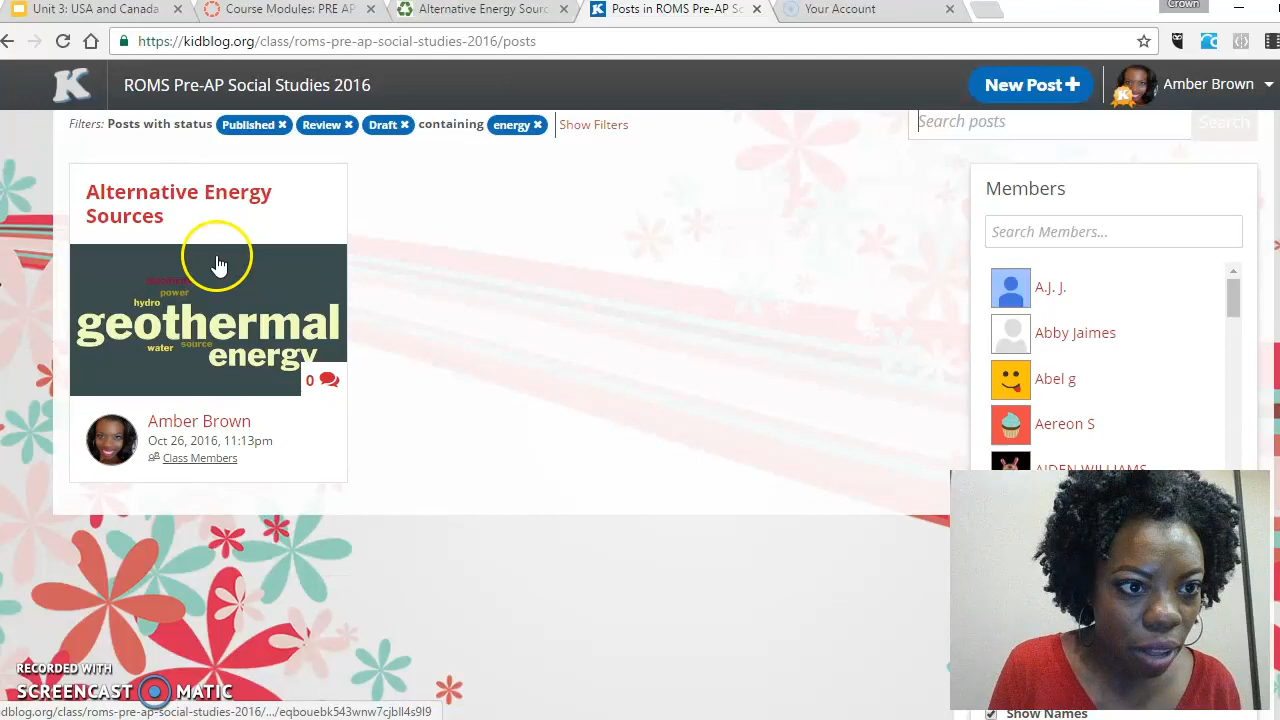 Unit 3: USA and Canada
Course Modules: PRE AP
Alternative Energy Sourc
Posts in ROMS Pre-AP Sc
Your Account
Crown
https://kidblog.org/class/roms-pre-ap-social-studies-2016/posts
K
ROMS Pre-AP Social Studies 2016
New Post
Amber Brown
Filters: Posts with status Published Review Draft containing energy Show Filters
Search posts
Search
Alternative Energy
Sources
power
hydro
geothermal
water source
energy
0
Amber Brown
Oct 26, 2016, 11:13pm
Class Members
Members
Search Members...
A.J. J.
Abby Jaimes
Abel g
Aereon S
AIDEN WILLIAMS
Show Names
RECORDED WITH
SCREENCAST MATIC